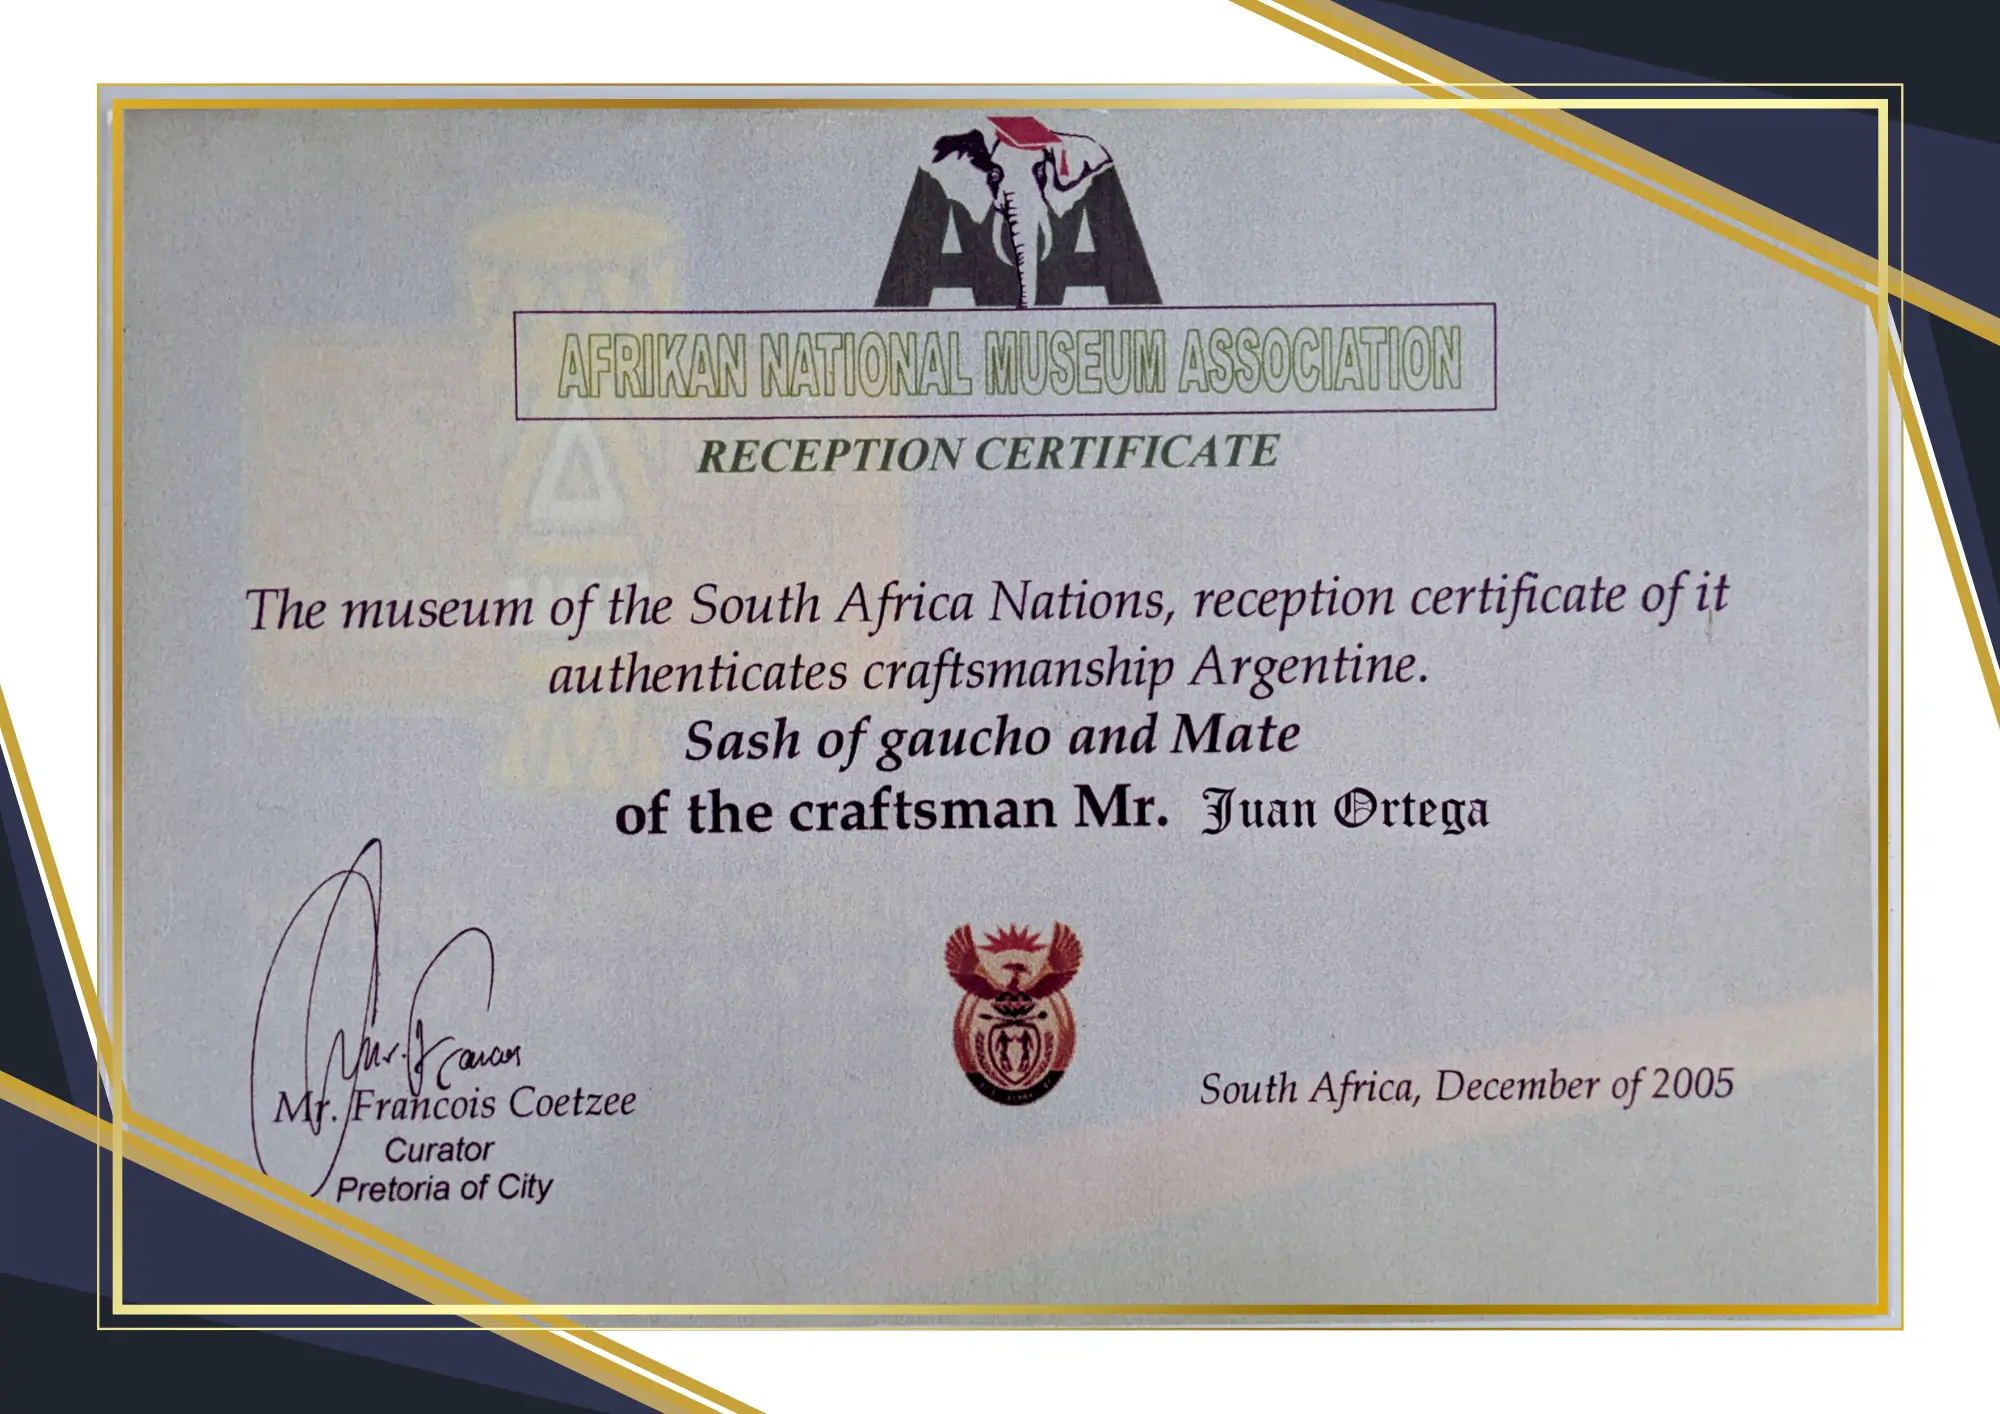 AA
AFRIKAN NATIONAL MUSEUM ASSOCIATION
RECEPTION CERTIFICATE
The museum of the South Africa Nations, reception certificate of it
authenticates craftsmanship Argentine.
Sash of gaucho and Mate
of the craftsman Mr. Juan Ortega
Mr. Francois Coetzee
Curator
Pretoria of City
South Africa, December of 2005